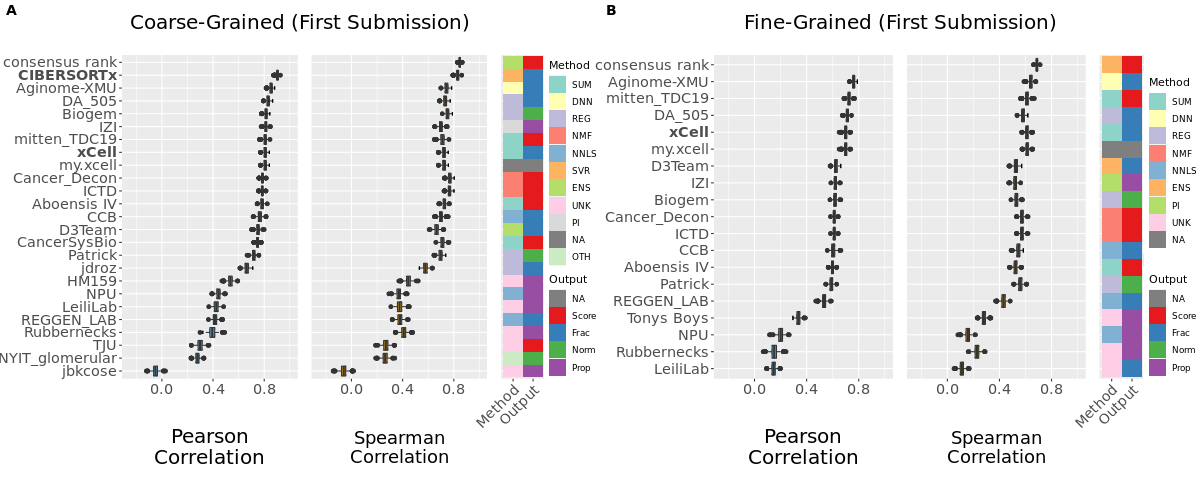 A
Coarse-Grained (First Submission)
consensus rank
CIBERSORTx
Aginome-XMU
DA_505
Biogem
IZI
mitten_TDC19
xCell
my.xcell
Cancer_Decon
ICTD
Aboensis IV
CCB
D3Team
CancerSysBio
Patrick
jdroz
HM159
NPU
LeiliLab
REGGEN_LAB
Rubbernecks
TJU
NYIT_glomerular
jbkcose
0.0 0.4 0.8
0.0 0.4 0.8
Pearson
Correlation
Spearman
Correlation
Method
Output
Method
SUM
DNN
REG
NMF
NNLS
SVR
ENS
UNK
PI
NA
OTH
Output
NA
Score
Frac
Norm
Prop
B
Fine-Grained (First Submission)
consensus rank
Aginome-XMU
mitten_TDC19
DA_505
xCell
my.xcell
D3Team
IZI
Biogem
Cancer_Decon
ICTD
CCB
Aboensis IV
Patrick
REGGEN_LAB
Tonys Boys
NPU
Rubbernecks
LeiliLab
0.0 0.4 0.8
0.0 0.4 0.8
Pearson
Correlation
Spearman
Correlation
Method
Output
Method
SUM
DNN
REG
NMF
NNLS
ENS
PI
UNK
NA
Output
NA
Score
Frac
Norm
Prop